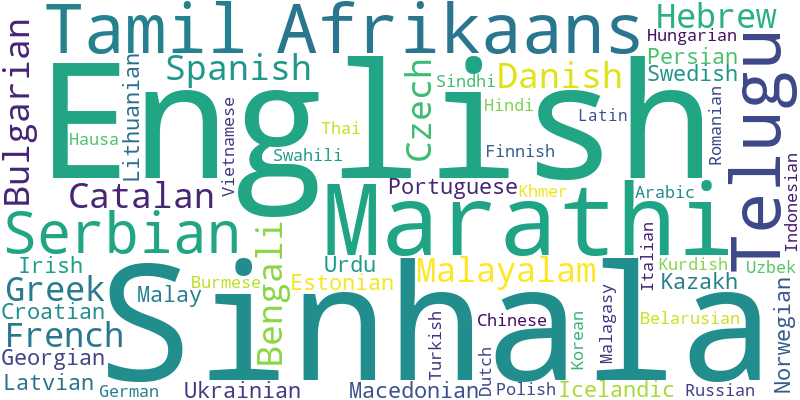 Tamil Afrikaans
Hebrew
Hungarian
Persian
Swedish
Bulgarian
Lithuanian
Spanish
Czech
Sindhi
Danish
Hindi
Latin
Romanian
Telugu
English
Hausa
Vietnamese
Thai
Swahili
Finnish
Indonesian
Catalan
Portuguese
Khmer
Arabic
Serbian
Marathi
Bengali
Urdu
Italian
Irish
Malay
Burmese
Estonian
Malayalam
Kurdish
Uzbek
Kazakh
Greek
Sinhala
Croatian
French
Georgian
Latvian
German
Ukrainian
Macedonian
Turkish
Chinese
Dutch
Polish
Korean
Malagasy
Icelandic
Belarusian
Russian
Norwegian